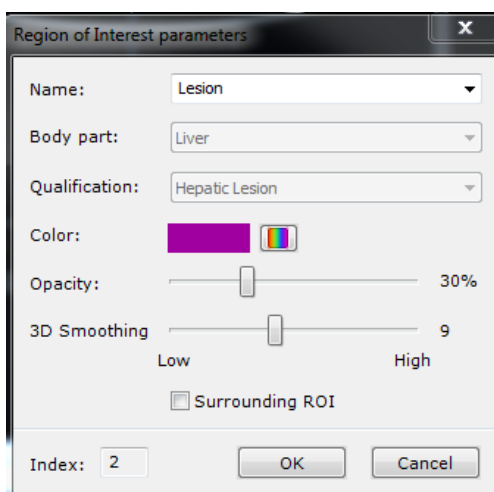 Region of Interest parameters
x
Name: Lesion
Body part: Liver
Qualification: Hepatic Lesion
Color:
Opacity: 30%
3D Smoothing 9
Low High
Surrounding ROI
Index: 2 OK Cancel